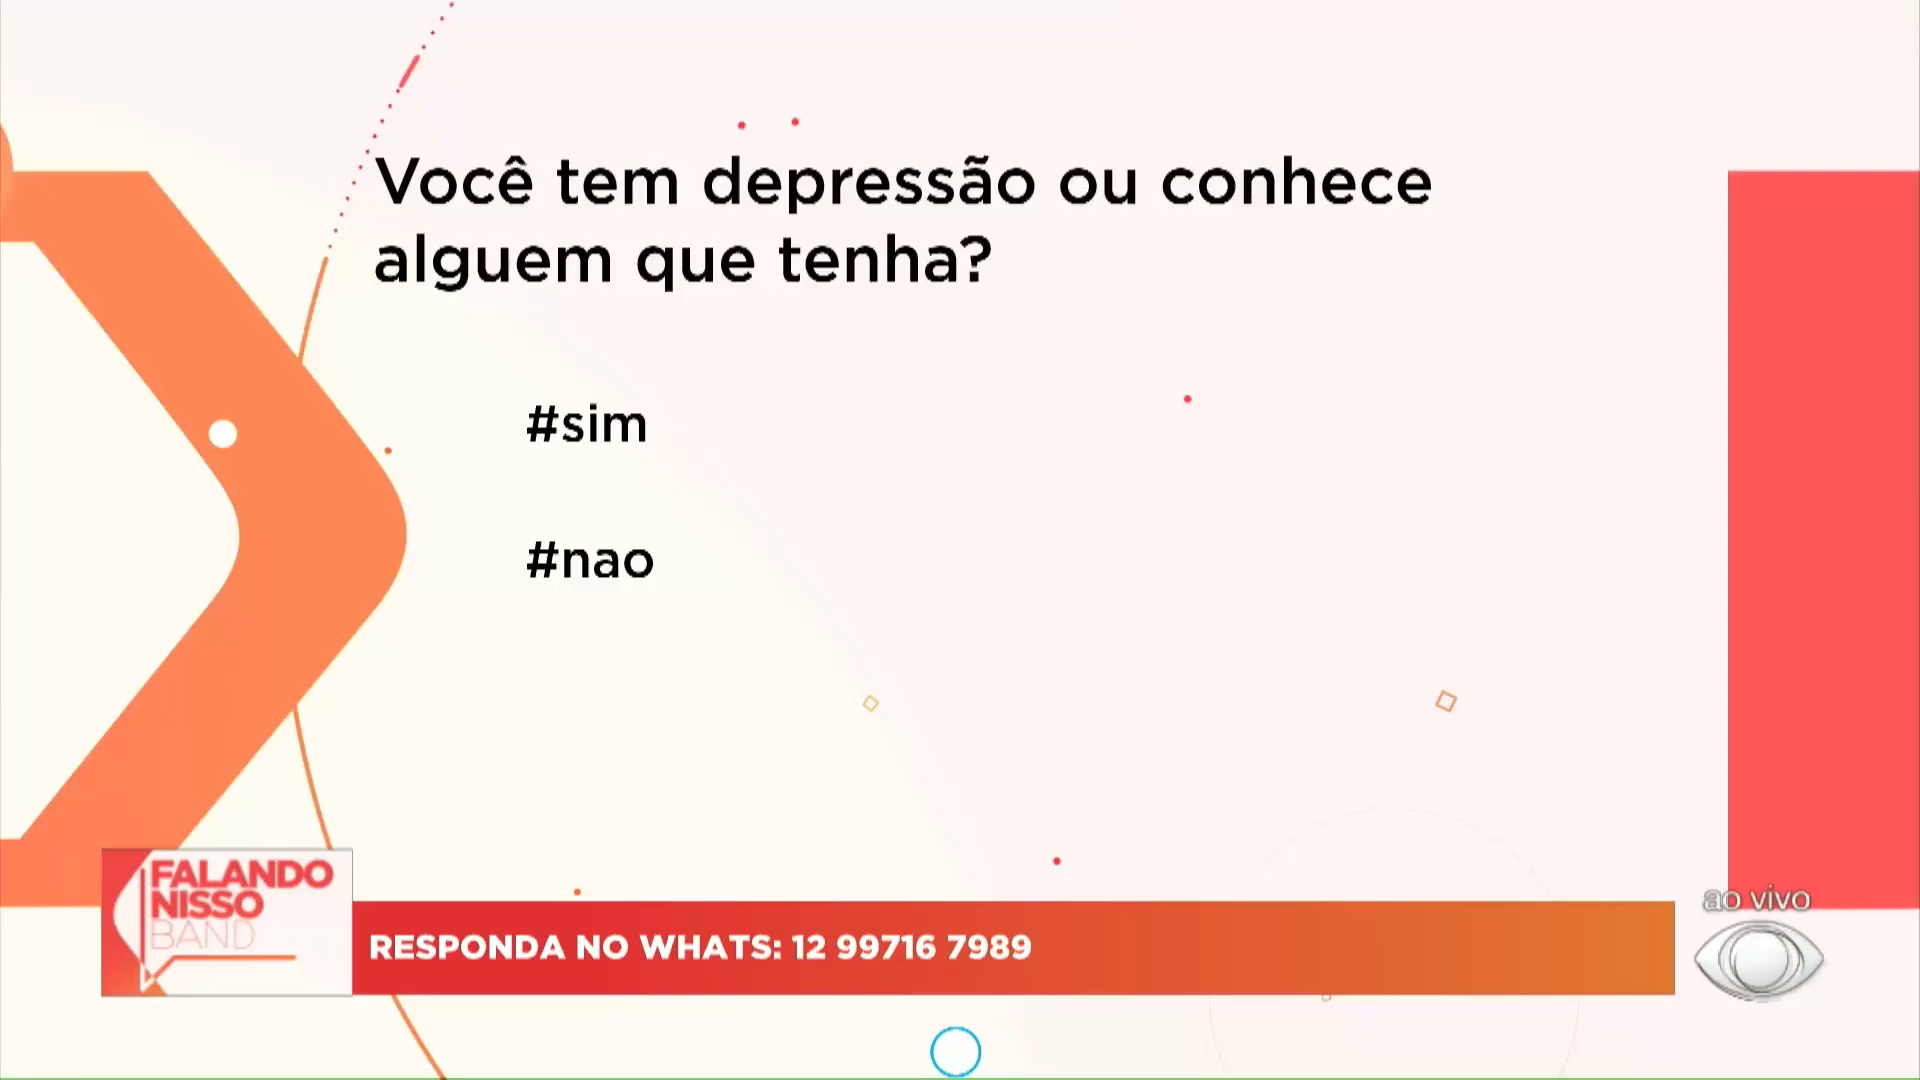 Você tem depressão ou conhece
alguem que tenha?
#sim
#nao
FALANDO
NISSO
BAND
RESPONDA NO WHATS: 12 99716 7989
ao vivo